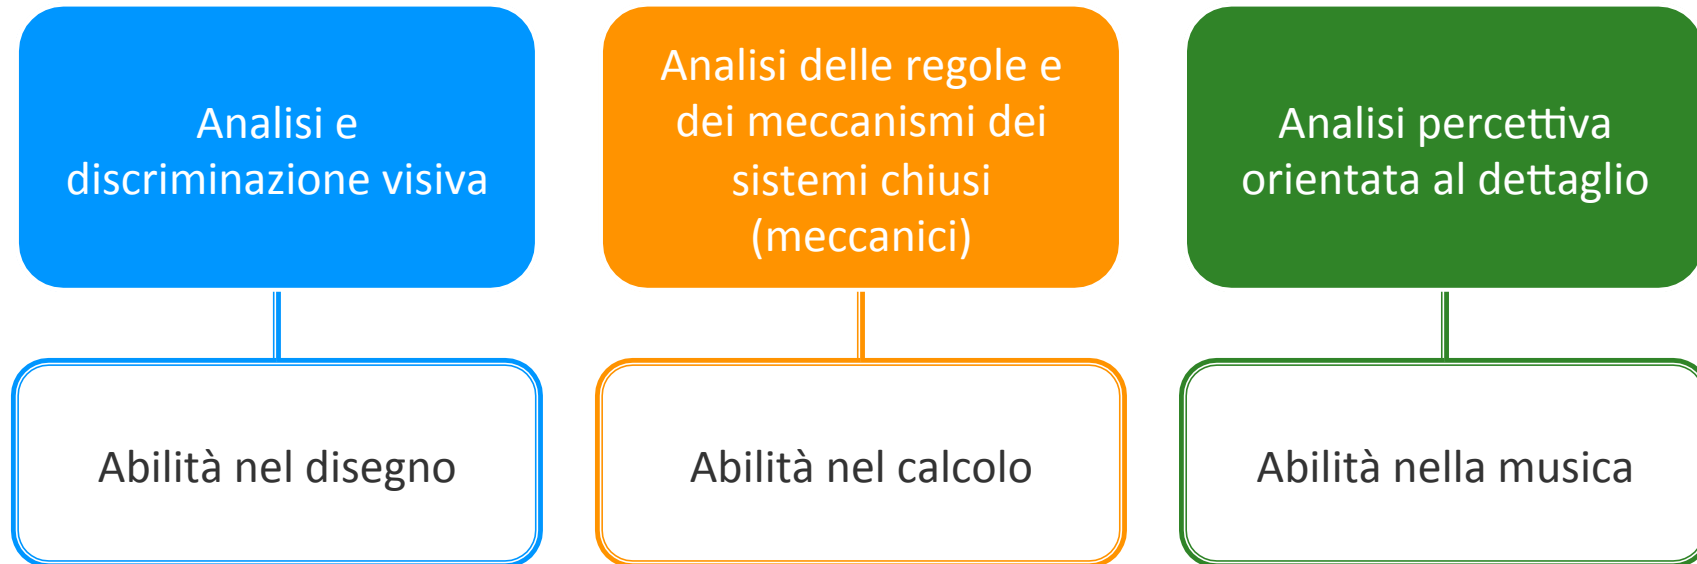 Analisi e
discriminazione visiva
Analisi delle regole e
dei meccanismi dei
sistemi chiusi
(meccanici)
Analisi percettiva
orientata al dettaglio
Abilità nel disegno
Abilità nel calcolo
Abilità nella musica